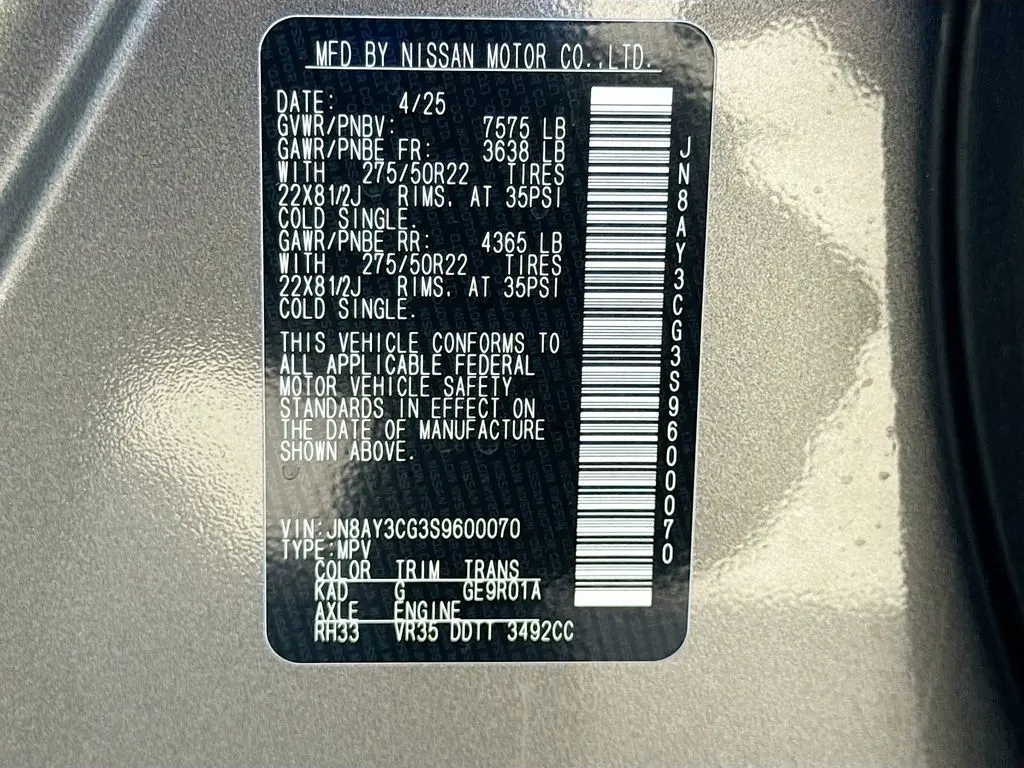 MFD BY NISSAN MOTOR CO.,LTD.
DATE: 4/25
GVWR/PNBV: 7575 LB
GAWR/PNBE FR: 3638 LB
WITH 275/50R22 TIRES
22X81/2J RIMS. AT 35PSI
COLD SINGLE.
GAWR/PNBE RR: 4365 LB
WITH 275/50R22 TIRES
22X81/2J RIMS. AT 35PSI
COLD SINGLE.
THIS VEHICLE CONFORMS TO
ALL APPLICABLE FEDERAL
MOTOR VEHICLE SAFETY
STANDARDS IN EFFECT ON
THE DATE OF MANUFACTURE
SHOWN ABOVE.
VIN:JN8AY3CG3S9600070
TYPE:MPV
COLOR TRIM TRANS
KAD G GE9R01A
AXLE ENGINE
RH33 VR35 DDTT 3492CC
JN8AY3CG3S9600070